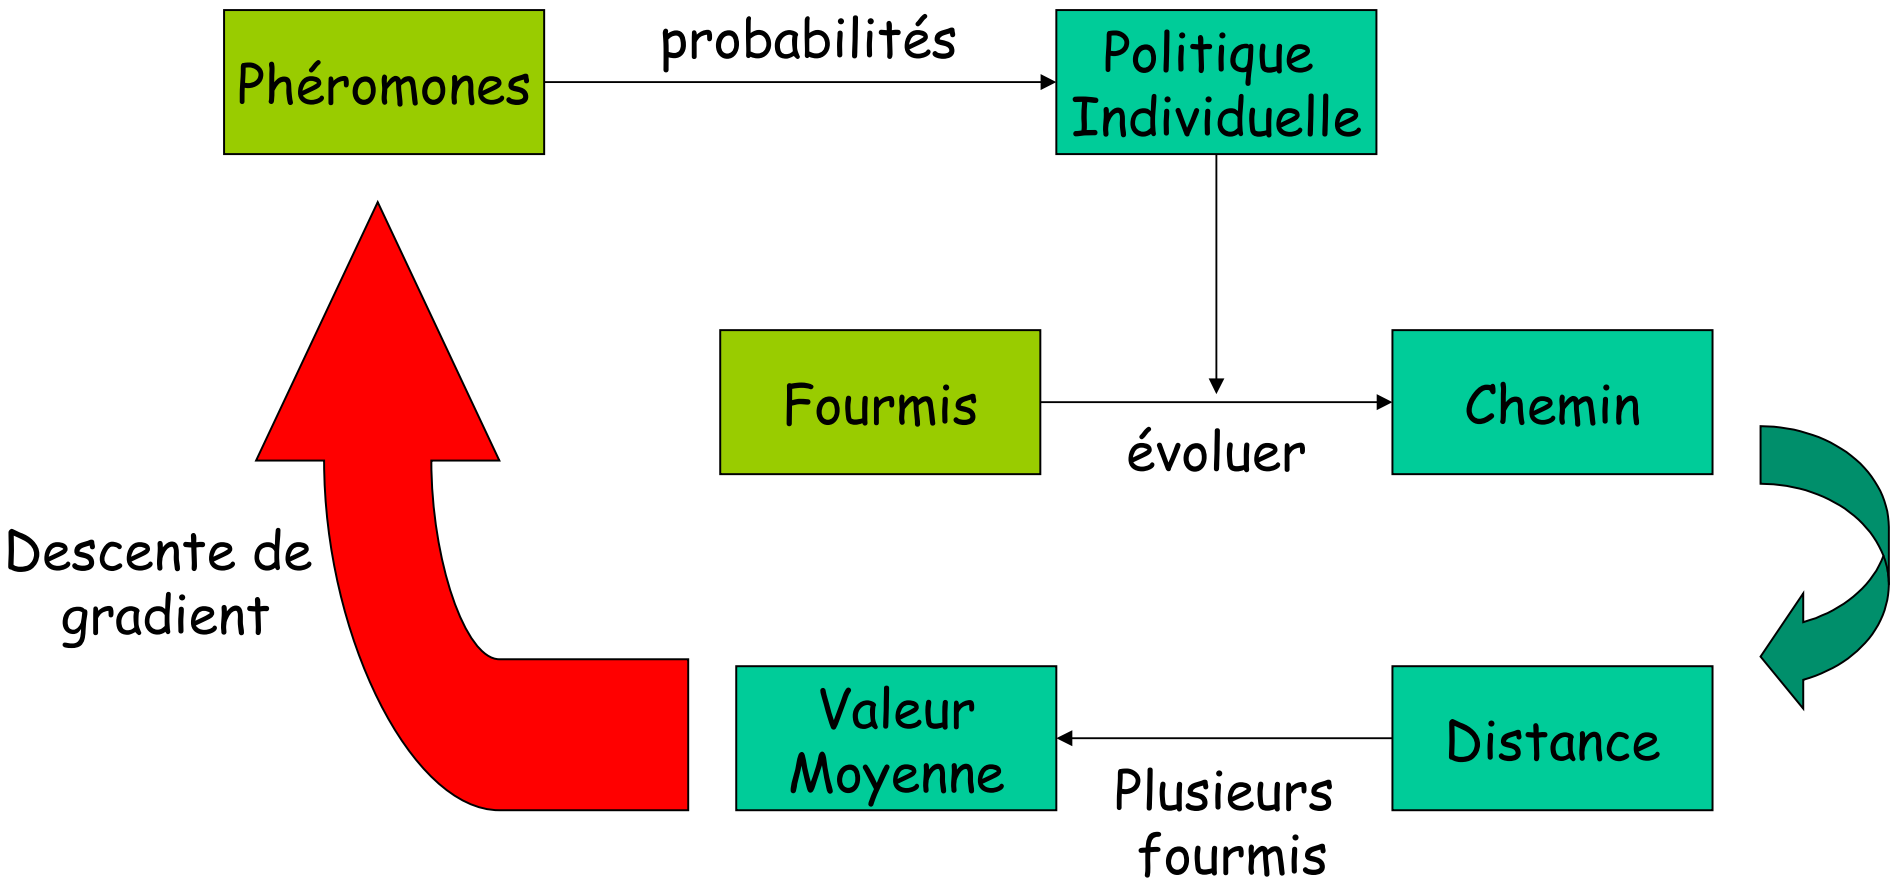 Phéromones
probabilités
Politique
Individuelle
Fourmis
évoluer
Chemin
Descente de
gradient
Valeur
Moyenne
Plusieurs
fourmis
Distance